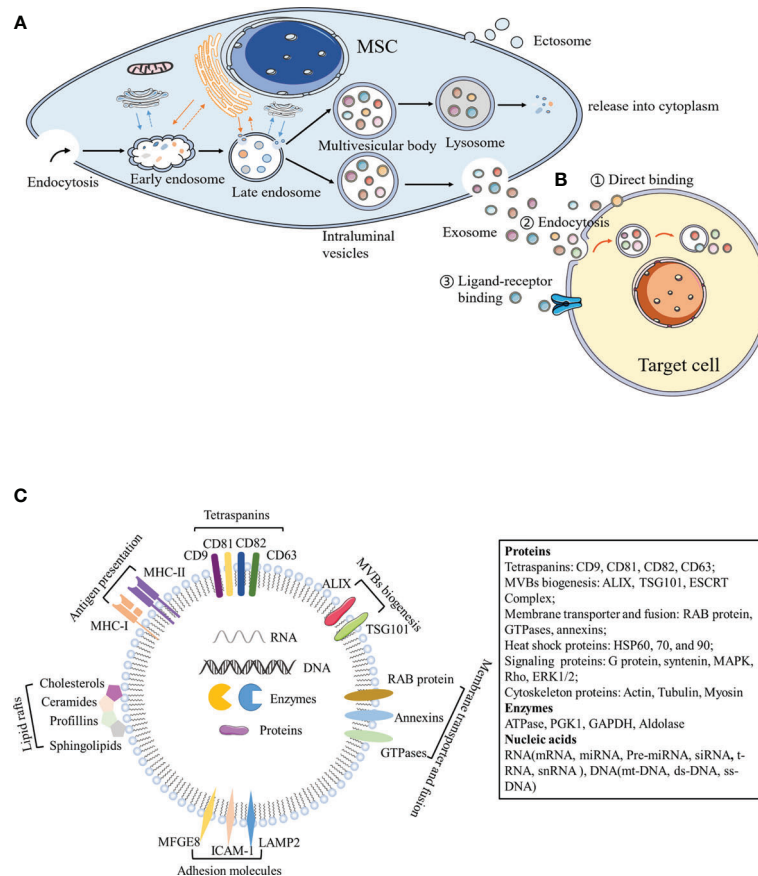 A
MSC
Ectosome
Multivesicular body
Lysosome
release into cytoplasm
Endocytosis
Early endosome
Late endosome
Intraluminal
vesicles
Exosome
B
① Direct binding
② Endocytosis
③ Ligand-receptor
binding
Target cell
C
Tetraspanins
CD9
CD81
CD82
CD63
Antigen presentation
MHC-II
MHC-I
ALIX
TSG101
MVBs biogenesis
RNA
DNA
Enzymes
Proteins
Lipid rafts
Cholesterols
Ceramides
Profillins
Sphingolipids
RAB protein
Annexins
GTPases
Membrane transporter and fusion
MFGE8
ICAM-1
LAMP2
Adhesion molecules
Proteins
Tetraspanins: CD9, CD81, CD82, CD63;
MVBs biogenesis: ALIX, TSG101, ESCRT
Complex;
Membrane transporter and fusion: RAB protein,
GTPases, annexins;
Heat shock proteins: HSP60, 70, and 90;
Signaling proteins: G protein, syntenin, MAPK,
Rho, ERK1/2;
Cytoskeleton proteins: Actin, Tubulin, Myosin
Enzymes
ATPase, PGK1, GAPDH, Aldolase
Nucleic acids
RNA(mRNA, miRNA, Pre-miRNA, siRNA, t-
RNA, snRNA ), DNA(mt-DNA, ds-DNA, ss-
DNA)